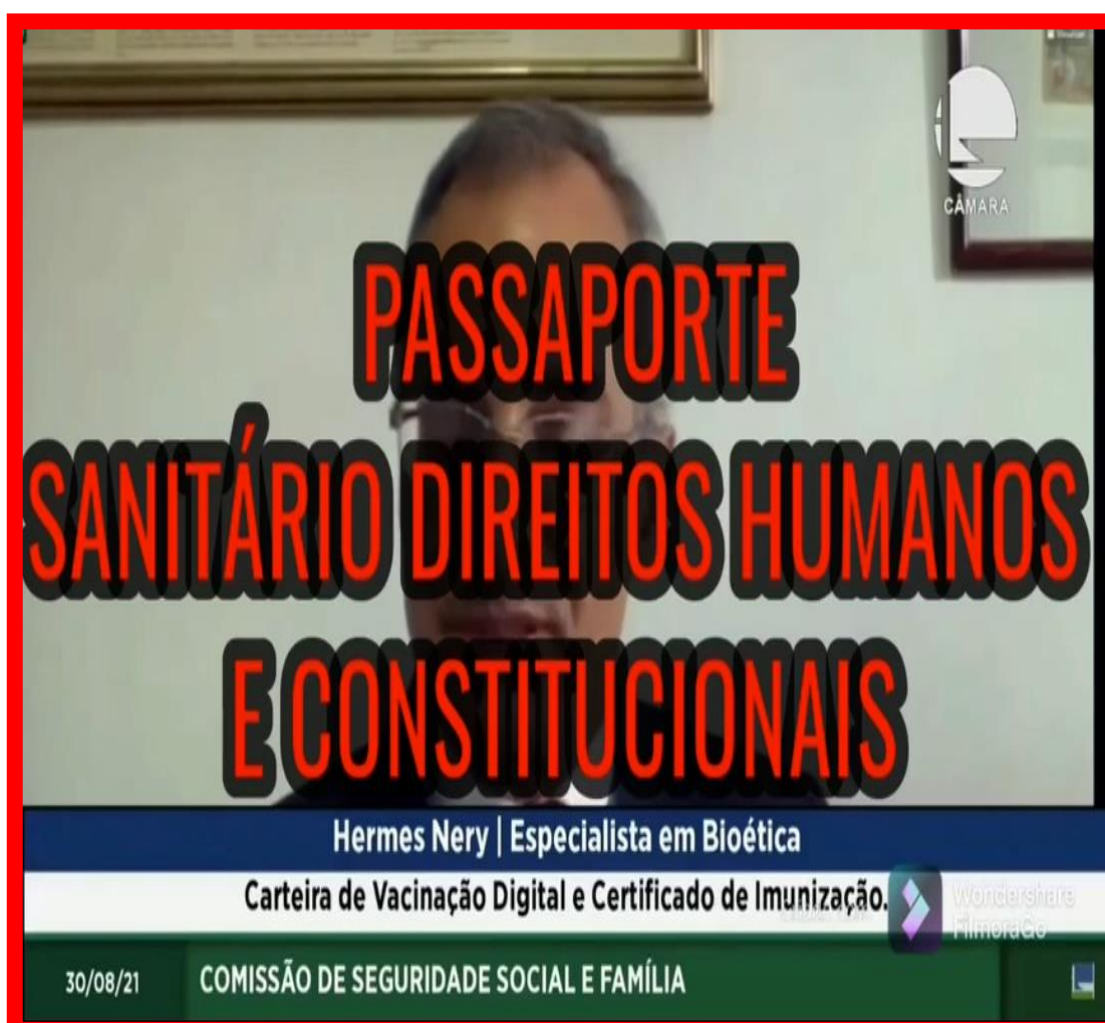 CÂMARA
PASSAPORTE
SANITÁRIO DIREITOS HUMANOS
E CONSTITUCIONAIS
Hermes Nery | Especialista em Bioética
Carteira de Vacinação Digital e Certificado de Imunização.
Wondershare
FilmoraGo
30/08/21
COMISSÃO DE SEGURIDADE SOCIAL E FAMÍLIA